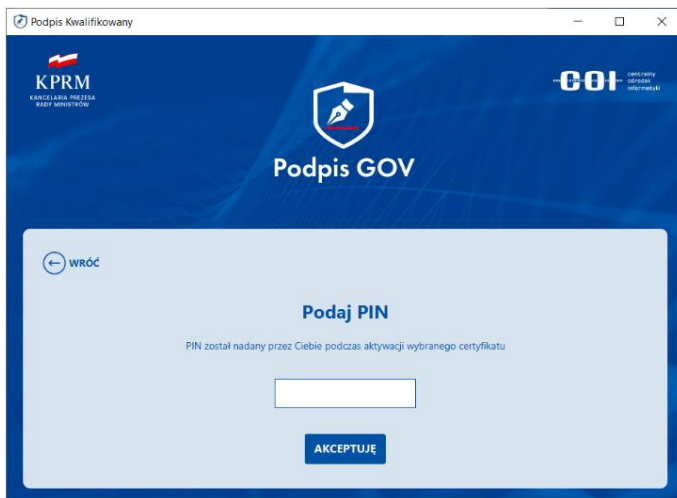 Podpis Kwalifikowany
KPRM
KANCELARIA PREZESA
RADY MINISTRÓW
COI
centralny
ośrodek
informatyki
Podpis GOV
WRÓĆ
Podaj PIN
PIN został nadany przez Ciebie podczas aktywacji wybranego certyfikatu
AKCEPTUJĘ